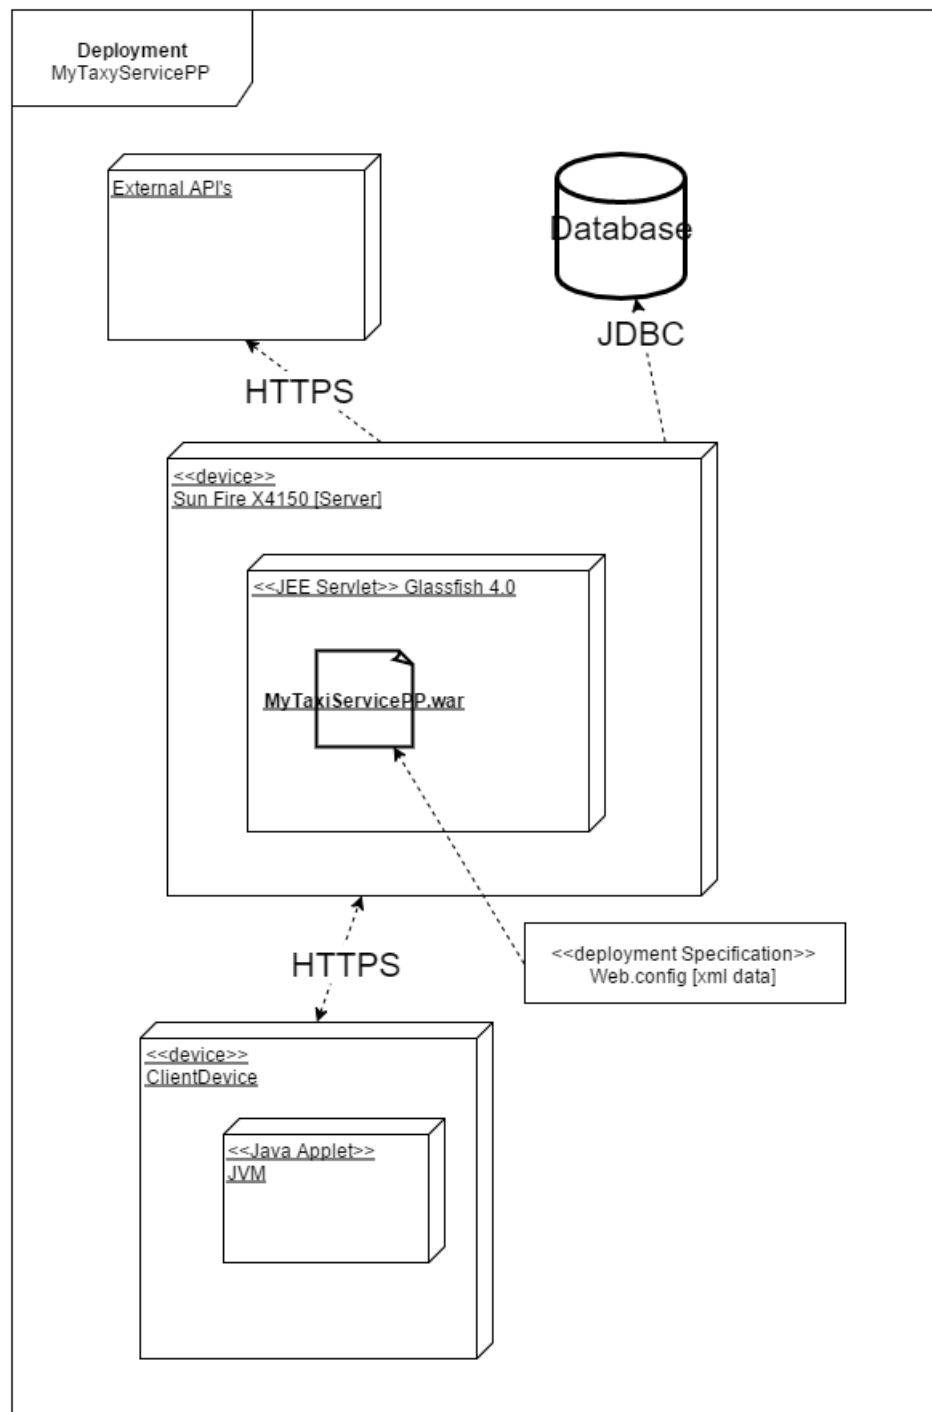 Deployment
MyTaxyServicePP
External API's
Database
JDBC
HTTPS
<<device>>
Sun Fire X4150 [Server]
<<JEE Servlet>> Glassfish 4.0
MyTaxiServicePP.war
<<deployment Specification>>
Web.config [xml data]
HTTPS
<<device>>
ClientDevice
<<Java Applet>>
JVM